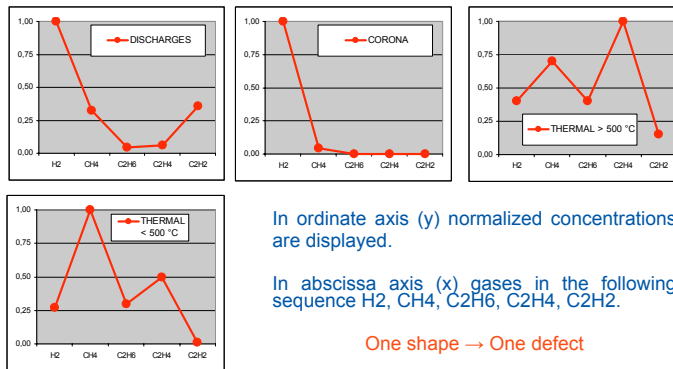 DISCHARGES
1,00
0,75
0,50
0,25
0,00
H2 CH4 C2H6 C2H4 C2H2
CORONA
1,00
0,75
0,50
0,25
0,00
H2 CH4 C2H6 C2H4 C2H2
1,00
0,75
0,50
0,25
0,00
THERMAL > 500 °C
H2 CH4 C2H6 C2H4 C2H2
THERMAL
< 500 °C
1,00
0,75
0,50
0,25
0,00
H2 CH4 C2H6 C2H4 C2H2
In ordinate axis (y) normalized concentrations
are displayed.
In abscissa axis (x) gases in the following
sequence H2, CH4, C2H6, C2H4, C2H2.
One shape → One defect